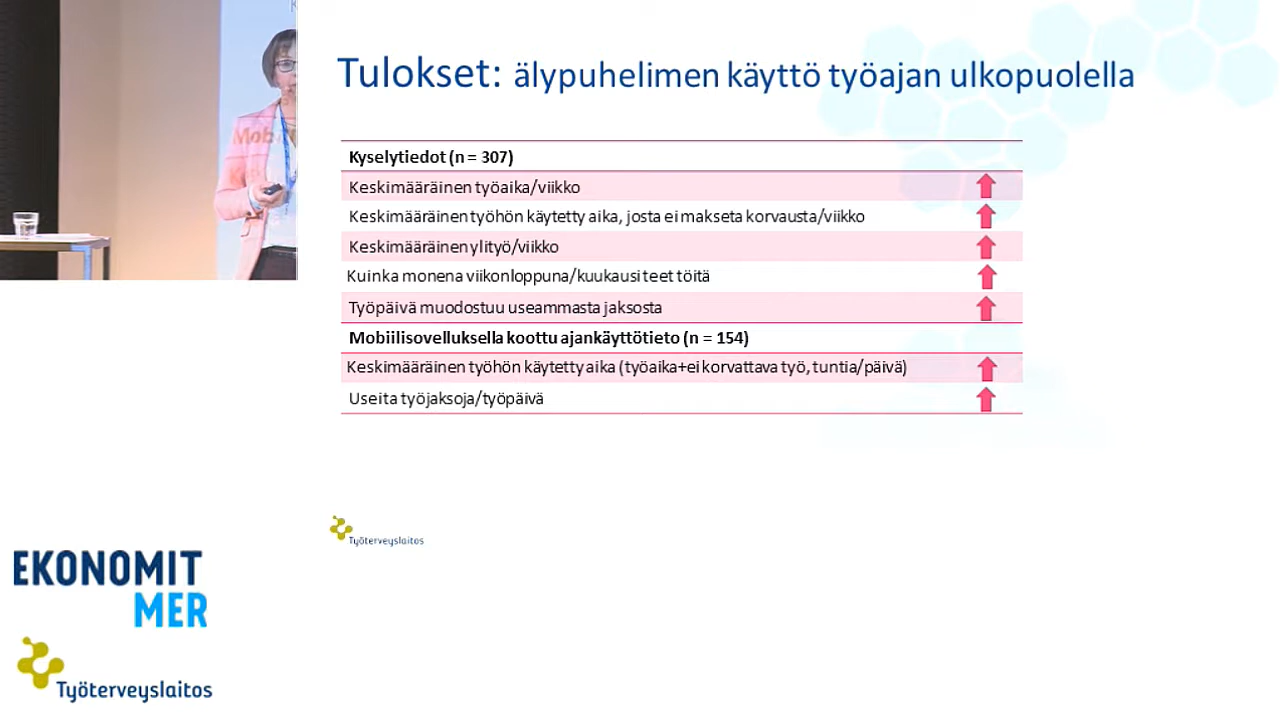 Tulokset: älypuhelimen käyttö työajan ulkopuolella
Kyselytiedot (n = 307)
Keskimääräinen työaika/viikko
Keskimääräinen työhön käytetty aika, josta ei makseta korvausta/viikko
Keskimääräinen ylityö/viikko
Kuinka monena viikonloppuna/kuukausi teet töitä
Työpäivä muodostuu useammasta jaksosta
Mobiilisovelluksella koottu ajankäyttötieto (n = 154)
Keskimääräinen työhön käytetty aika (työaika+ei korvattava työ, tuntia/päivä)
Useita työjaksoja/työpäivä
Työterveyslaitos
EKONOMIT
MER
Työterveyslaitos